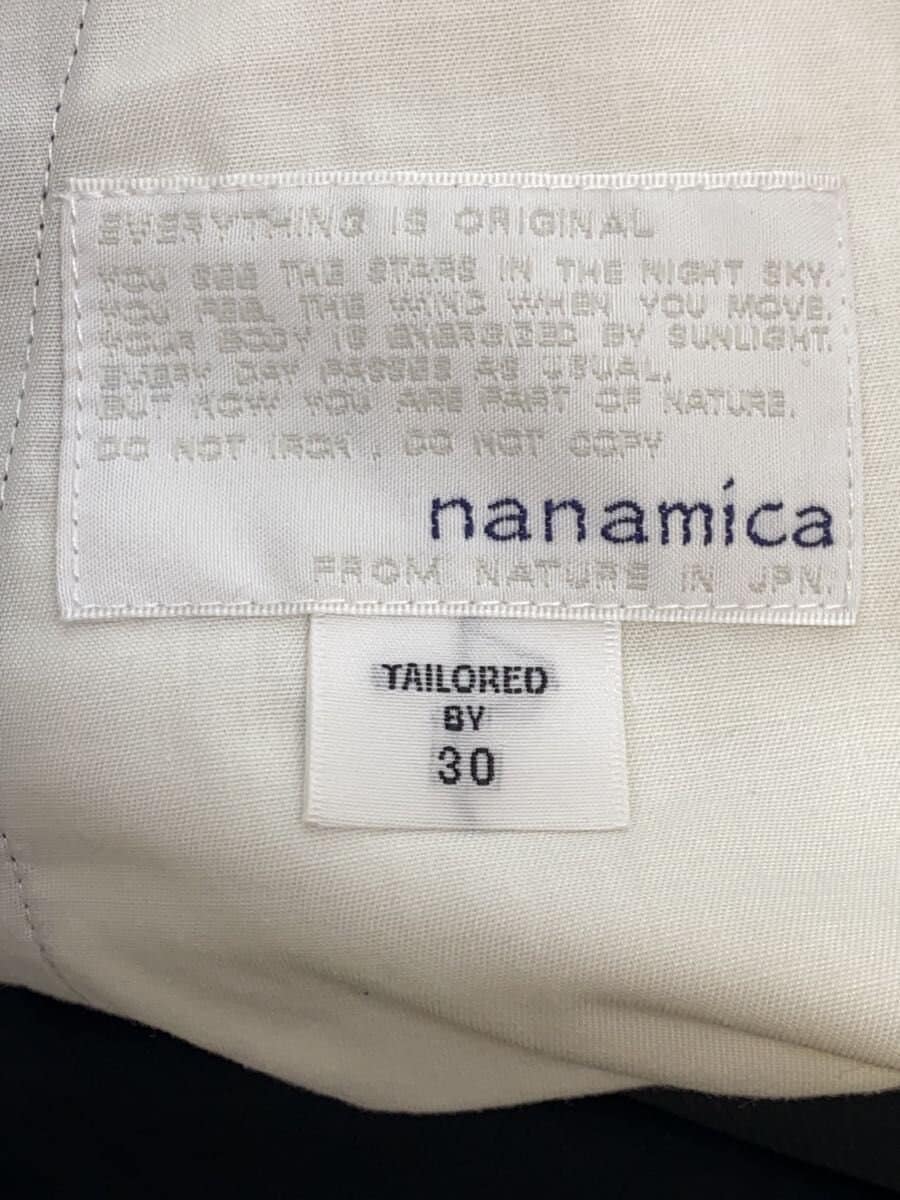 EVERYTHING IS ORIGINAL
YOU SEE THE STARS IN THE NIGHT SKY.
YOU FEEL THE WIND WHEN YOU MOVE.
YOUR BODY IS ENERGIZED BY SUNLIGHT.
EVERY DAY PASSES AS USUAL,
BUT NOW YOU ARE PART OF NATURE.
DO NOT IRON, DO NOT COPY
nanamica
FROM NATURE IN JPN.
TAILORED
BY
30